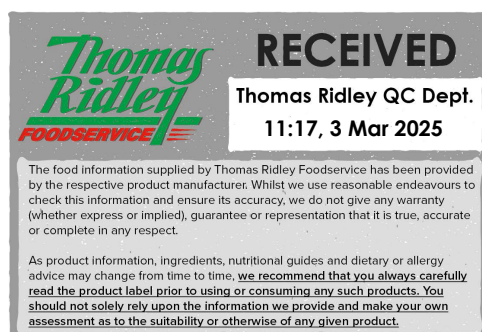 Thomas
Ridley
FOODSERVICE
RECEIVED
Thomas Ridley QC Dept.
11:17, 3 Mar 2025
The food information supplied by Thomas Ridley Foodservice has been provided
by the respective product manufacturer. Whilst we use reasonable endeavours to
check this information and ensure its accuracy, we do not give any warranty
(whether express or implied), guarantee or representation that it is true, accurate
or complete in any respect.
As product information, ingredients, nutritional guides and dietary or allergy
advice may change from time to time, we recommend that you always carefully
read the product label prior to using or consuming any such products. You
should not solely rely upon the information we provide and make your own
assessment as to the suitability or otherwise of any given product.